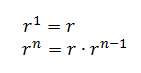 r¹ = r
rⁿ = r · rⁿ⁻¹